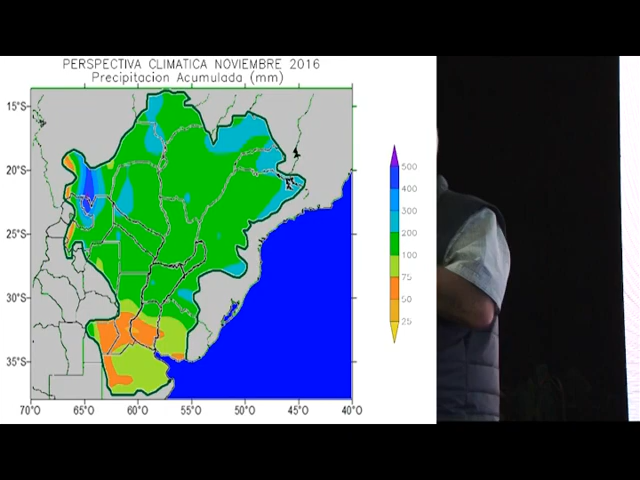 PERSPECTIVA CLIMATICA NOVIEMBRE 2016
Precipitacion Acumulada (mm)
15°S
20°S
25°S
30°S
35°S
70°O 65°O 60°O 55°O 50°O 45°O 40°O
500
400
300
200
100
75
50
25